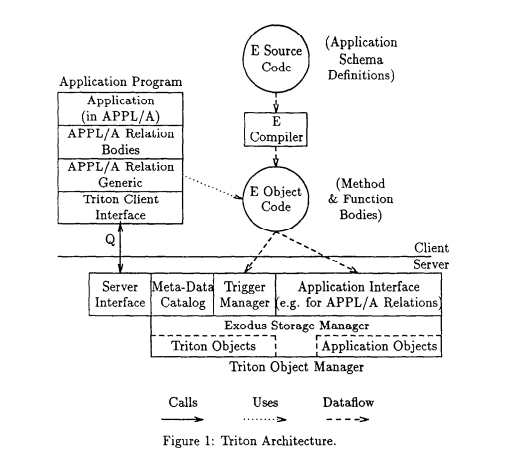 E Source
Code
(Application
Schema
Definitions)
Application Program
Application
(in APPL/A)
APPL/A Relation
Bodies
APPL/A Relation
Generic
Triton Client
Interface
E
Compiler
E Object
Code
(Method
& Function
Bodies)
Q
Client
Server
Server
Interface
Meta-Data
Catalog
Trigger
Manager
Application Interface
(e.g. for APPL/A Relations)
Exodus Storage Manager
Triton Objects
Application Objects
Triton Object Manager
Calls
Uses
Dataflow
Figure 1: Triton Architecture.